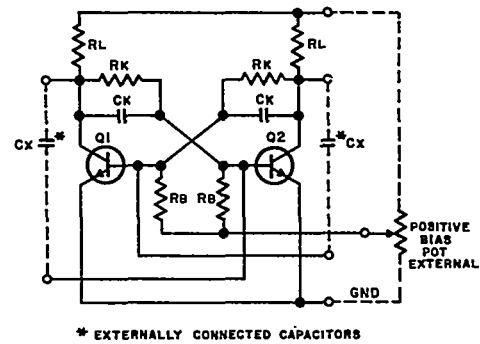 RL
RL
RK
RK
CK
CK
CX *
Q1
Q2
* CX
RB
RB
POSITIVE
BIAS
POT
EXTERNAL
GND
* EXTERNALLY CONNECTED CAPACITORS